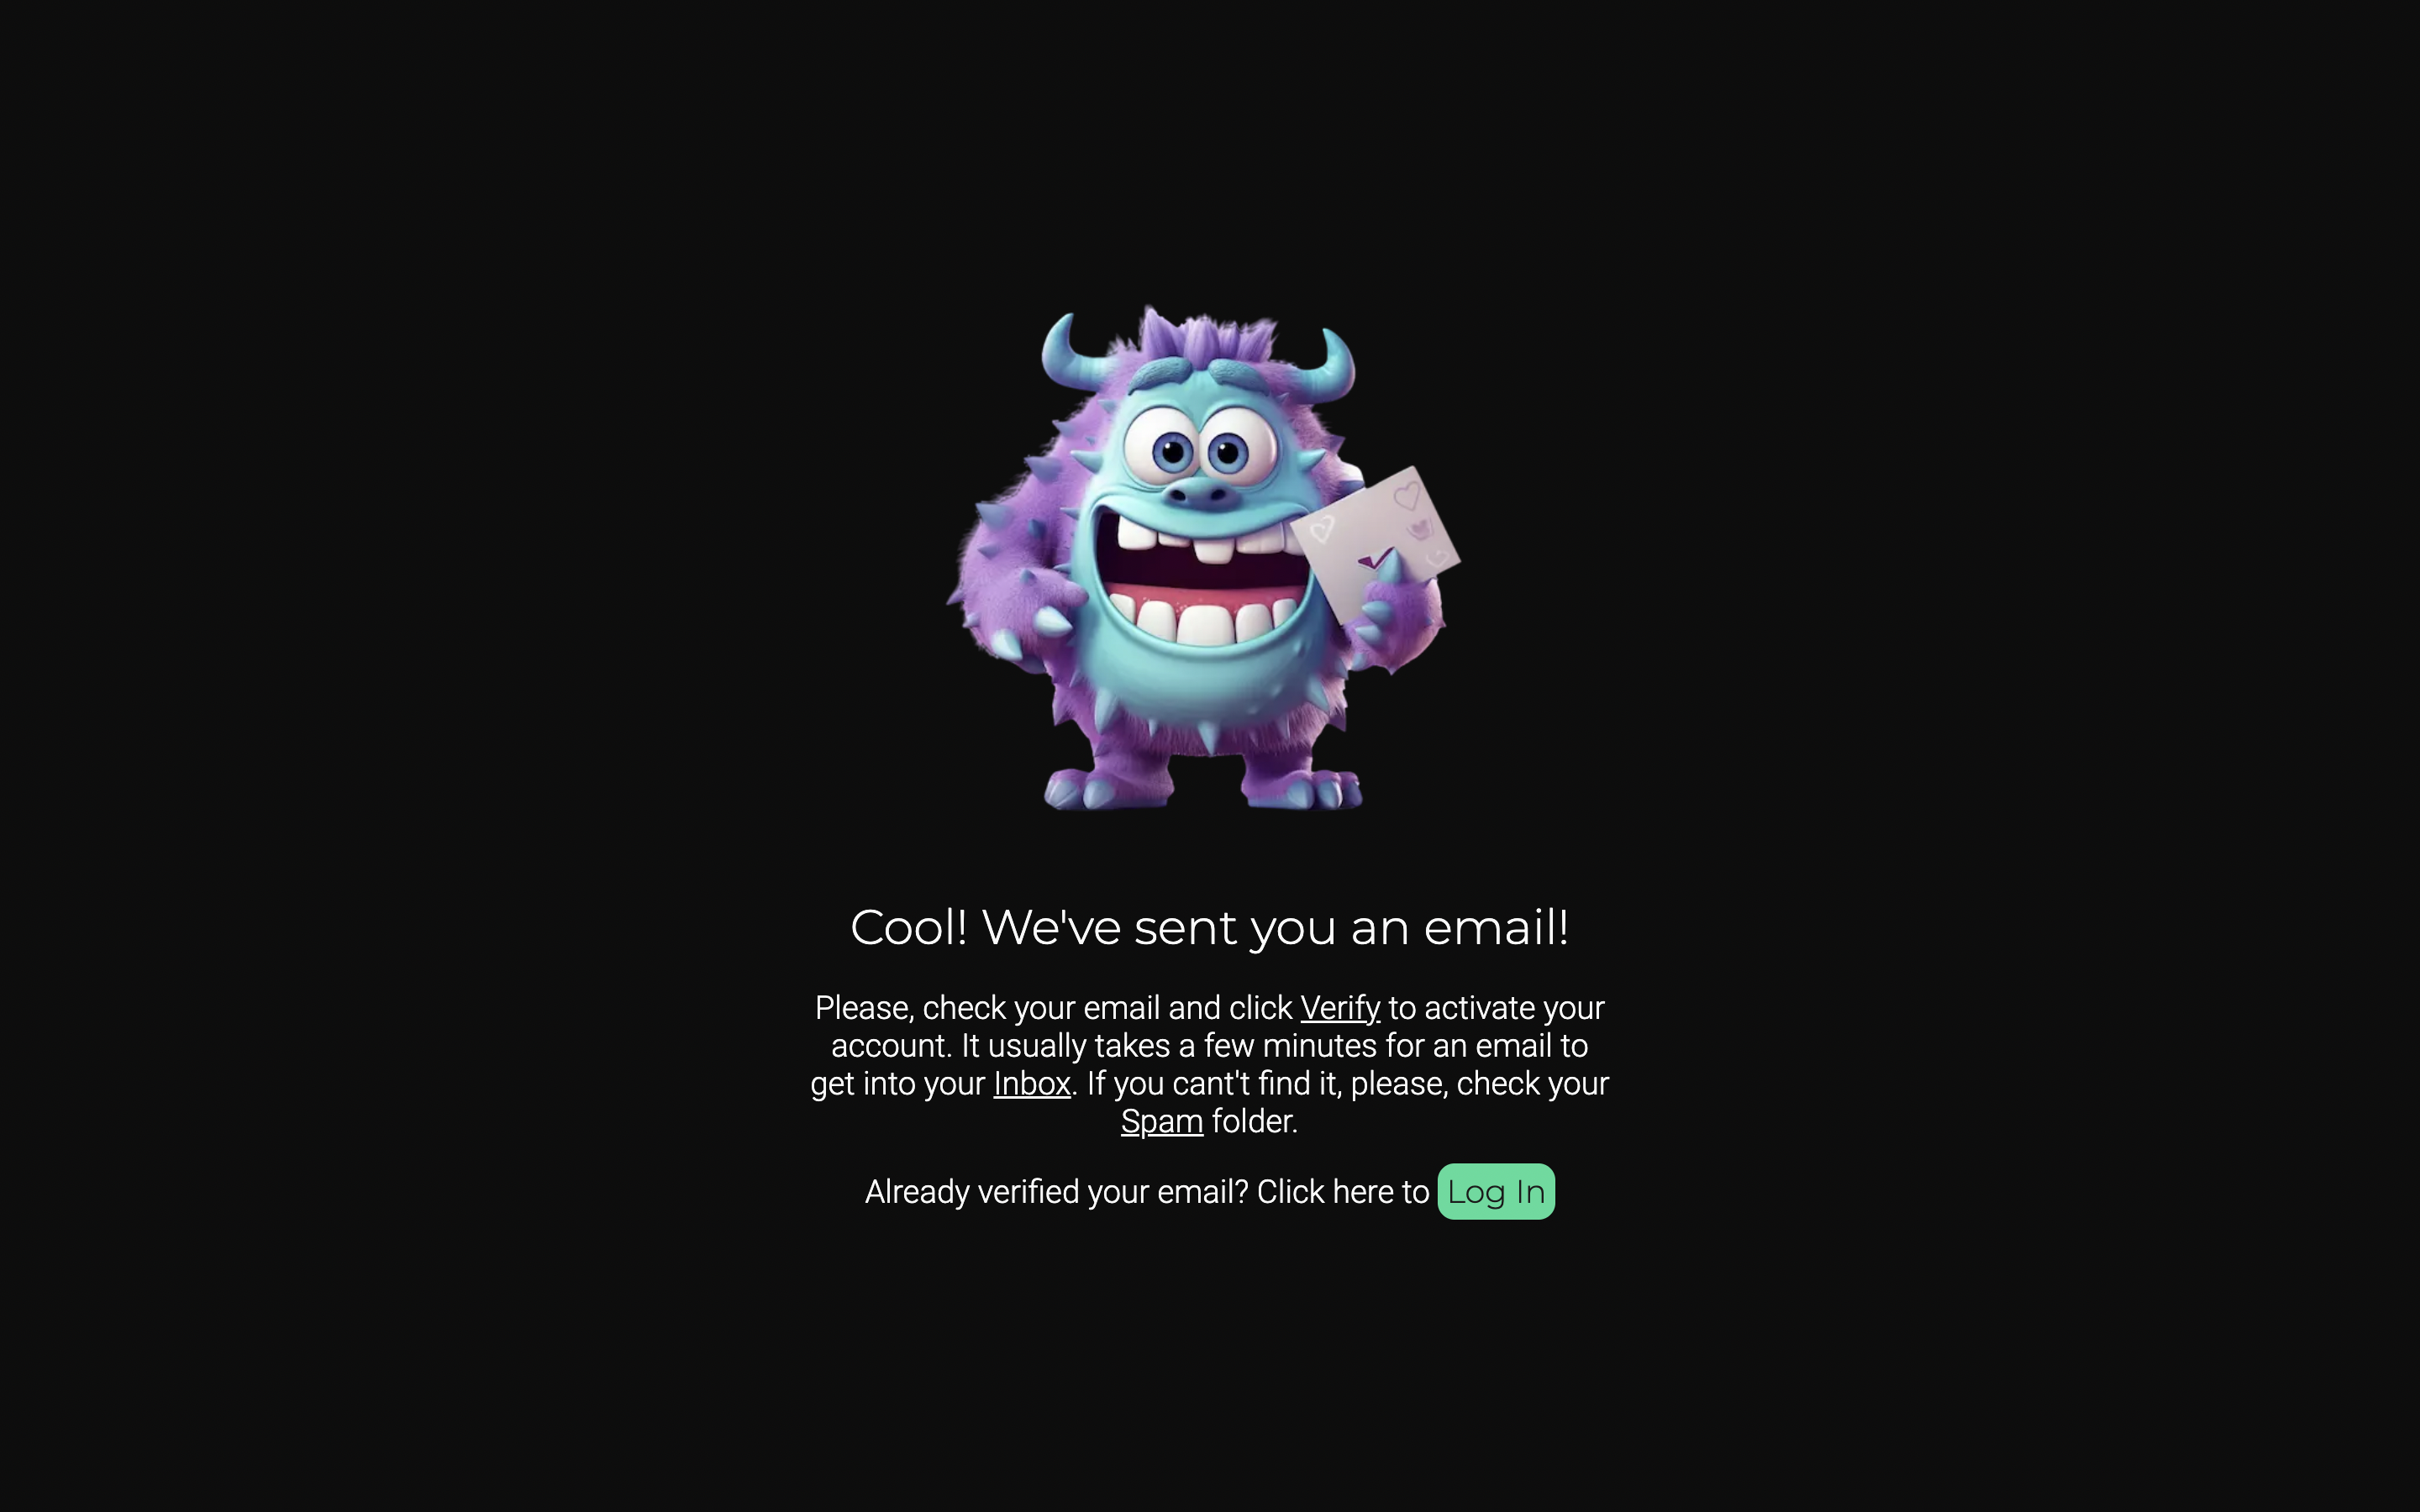 Cool! We've sent you an email!
Please, check your email and click Verify to activate your
account. It usually takes a few minutes for an email to
get into your Inbox. If you cant't find it, please, check your
Spam folder.
Already verified your email? Click here to Log In